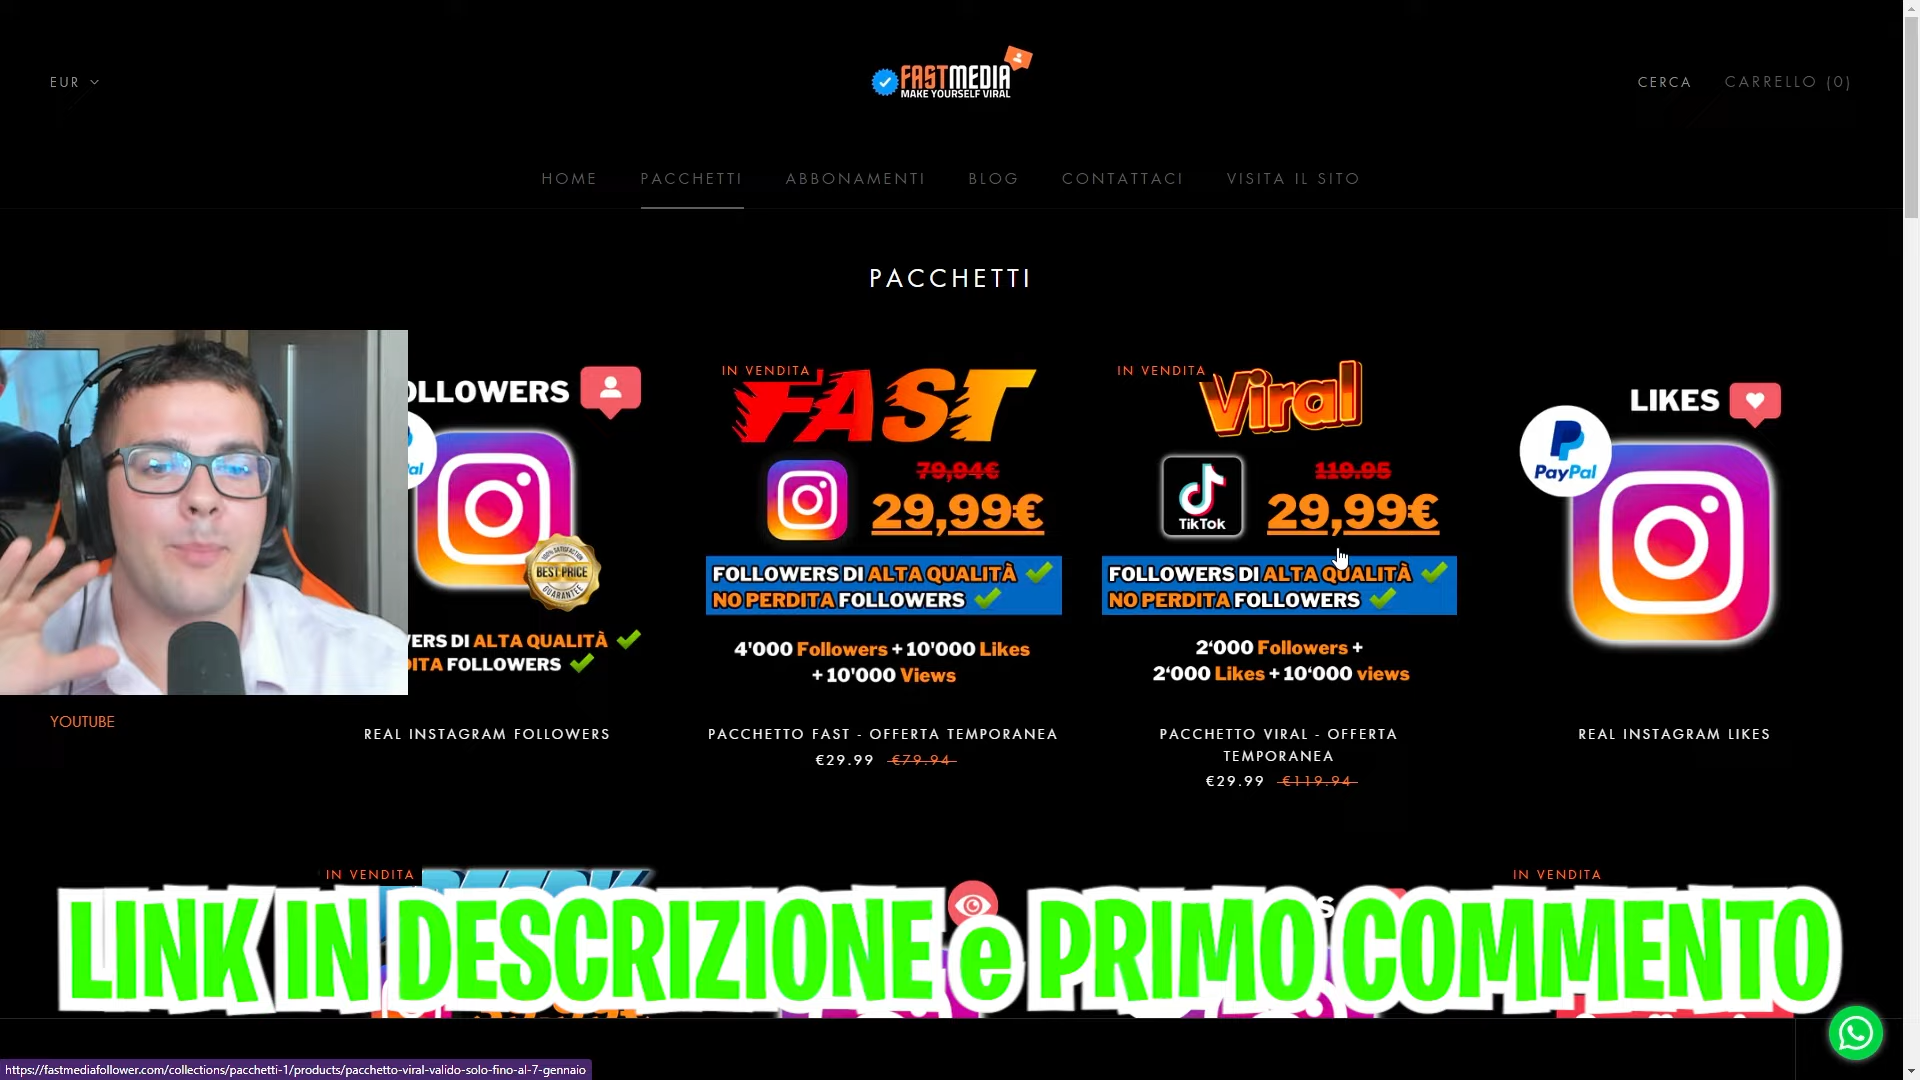 EUR
FASTMEDIA
MAKE YOURSELF VIRAL
CERCA
CARRELLO (0)
HOME
PACCHETTI
ABBONAMENTI
BLOG
CONTATTACI
VISITA IL SITO
PACCHETTI
OLLOWERS
al
100% SATISFACTION
BEST PRICE
GUARANTEE
ERS DI ALTA QUALITÀ
DITA FOLLOWERS
REAL INSTAGRAM FOLLOWERS
IN VENDITA
FAST
79,94€
29,99€
FOLLOWERS DI ALTA QUALITÀ
NO PERDITA FOLLOWERS
4'000 Followers + 10'000 Likes
+ 10'000 Views
PACCHETTO FAST - OFFERTA TEMPORANEA
€29.99 €79.94
IN VENDITA
Viral
TikTok
119.95
29,99€
FOLLOWERS DI ALTA QUALITÀ
NO PERDITA FOLLOWERS
2‘000 Followers +
2‘000 Likes + 10‘000 views
PACCHETTO VIRAL - OFFERTA
TEMPORANEA
€29.99 €119.94
LIKES
PayPal
REAL INSTAGRAM LIKES
YOUTUBE
IN VENDITA
IN VENDITA
S
LINK IN DESCRIZIONE e PRIMO COMMENTO
https://fastmediafollower.com/collections/pacchetti-1/products/pacchetto-viral-valido-solo-fino-al-7-gennaio